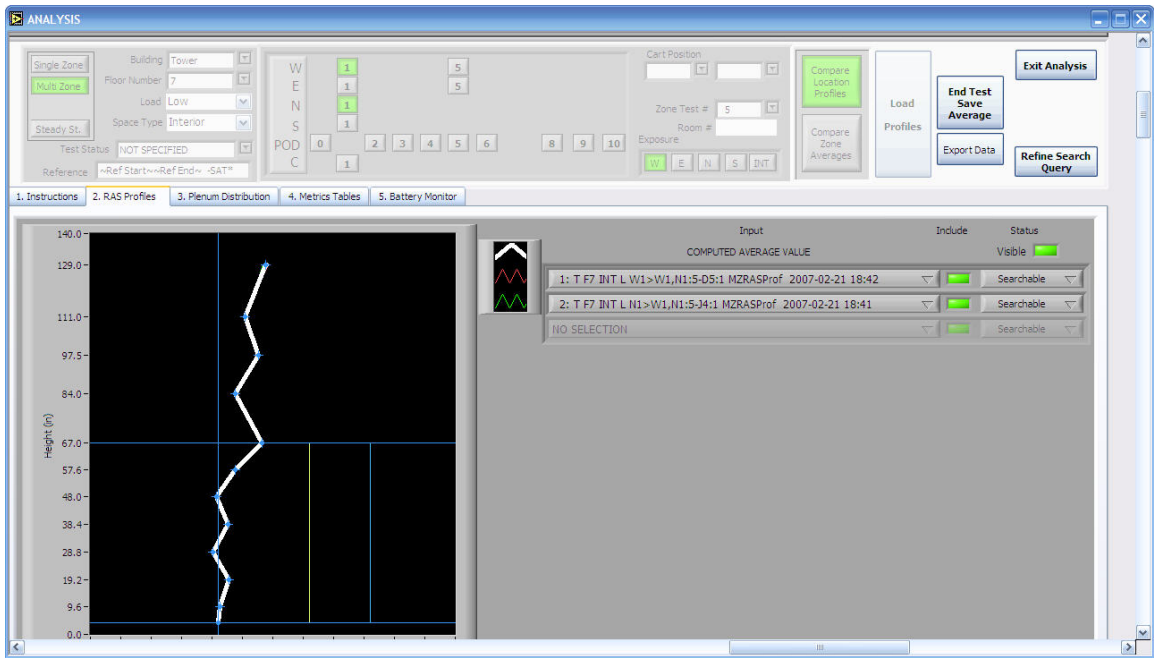 ANALYSIS
Single Zone
Multi Zone
Steady St.
Building Tower
Floor Number 7
Load Low
Space Type Interior
Test Status NOT SPECIFIED
Reference ~Ref Start~~Ref End~ -SAT*
W 1 5
E 1 5
N 1
S 1
POD 0 2 3 4 5 6 8 9 10
C 1
Cart Position
Zone Test # 5
Room #
Exposure
W E N S INT
Compare Location Profiles
Compare Zone Averages
Load Profiles
End Test Save Average
Export Data
Exit Analysis
Refine Search Query
1. Instructions 2. RAS Profiles 3. Plenum Distribution 4. Metrics Tables 5. Battery Monitor
Height (in)
140.0
129.0
111.0
97.5
84.0
67.0
57.6
48.0
38.4
28.8
19.2
9.6
0.0
Input Include Status
COMPUTED AVERAGE VALUE Visible
1: T F7 INT L W1>W1,N1:5-D5:1 MZRASProf 2007-02-21 18:42 Searchable
2: T F7 INT L N1>W1,N1:5-J4:1 MZRASProf 2007-02-21 18:41 Searchable
NO SELECTION Searchable